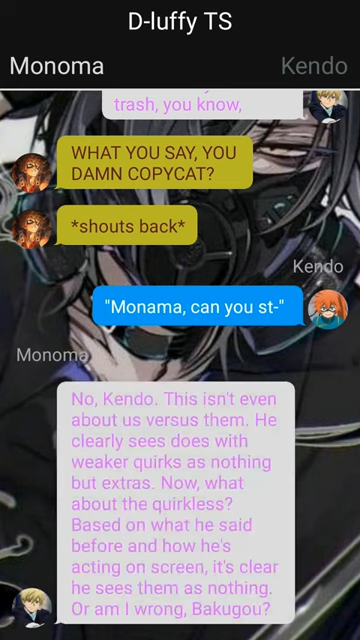 D-luffy TS
Monoma
Kendo
trash, you know,
WHAT YOU SAY, YOU
DAMN COPYCAT?
*shouts back*
Kendo
"Monama, can you st-"
Monoma
No, Kendo. This isn't even
about us versus them. He
clearly sees does with
weaker quirks as nothing
but extras. Now, what
about the quirkless?
Based on what he said
before and how he's
acting on screen, it's clear
he sees them as nothing.
Or am I wrong, Bakugou?